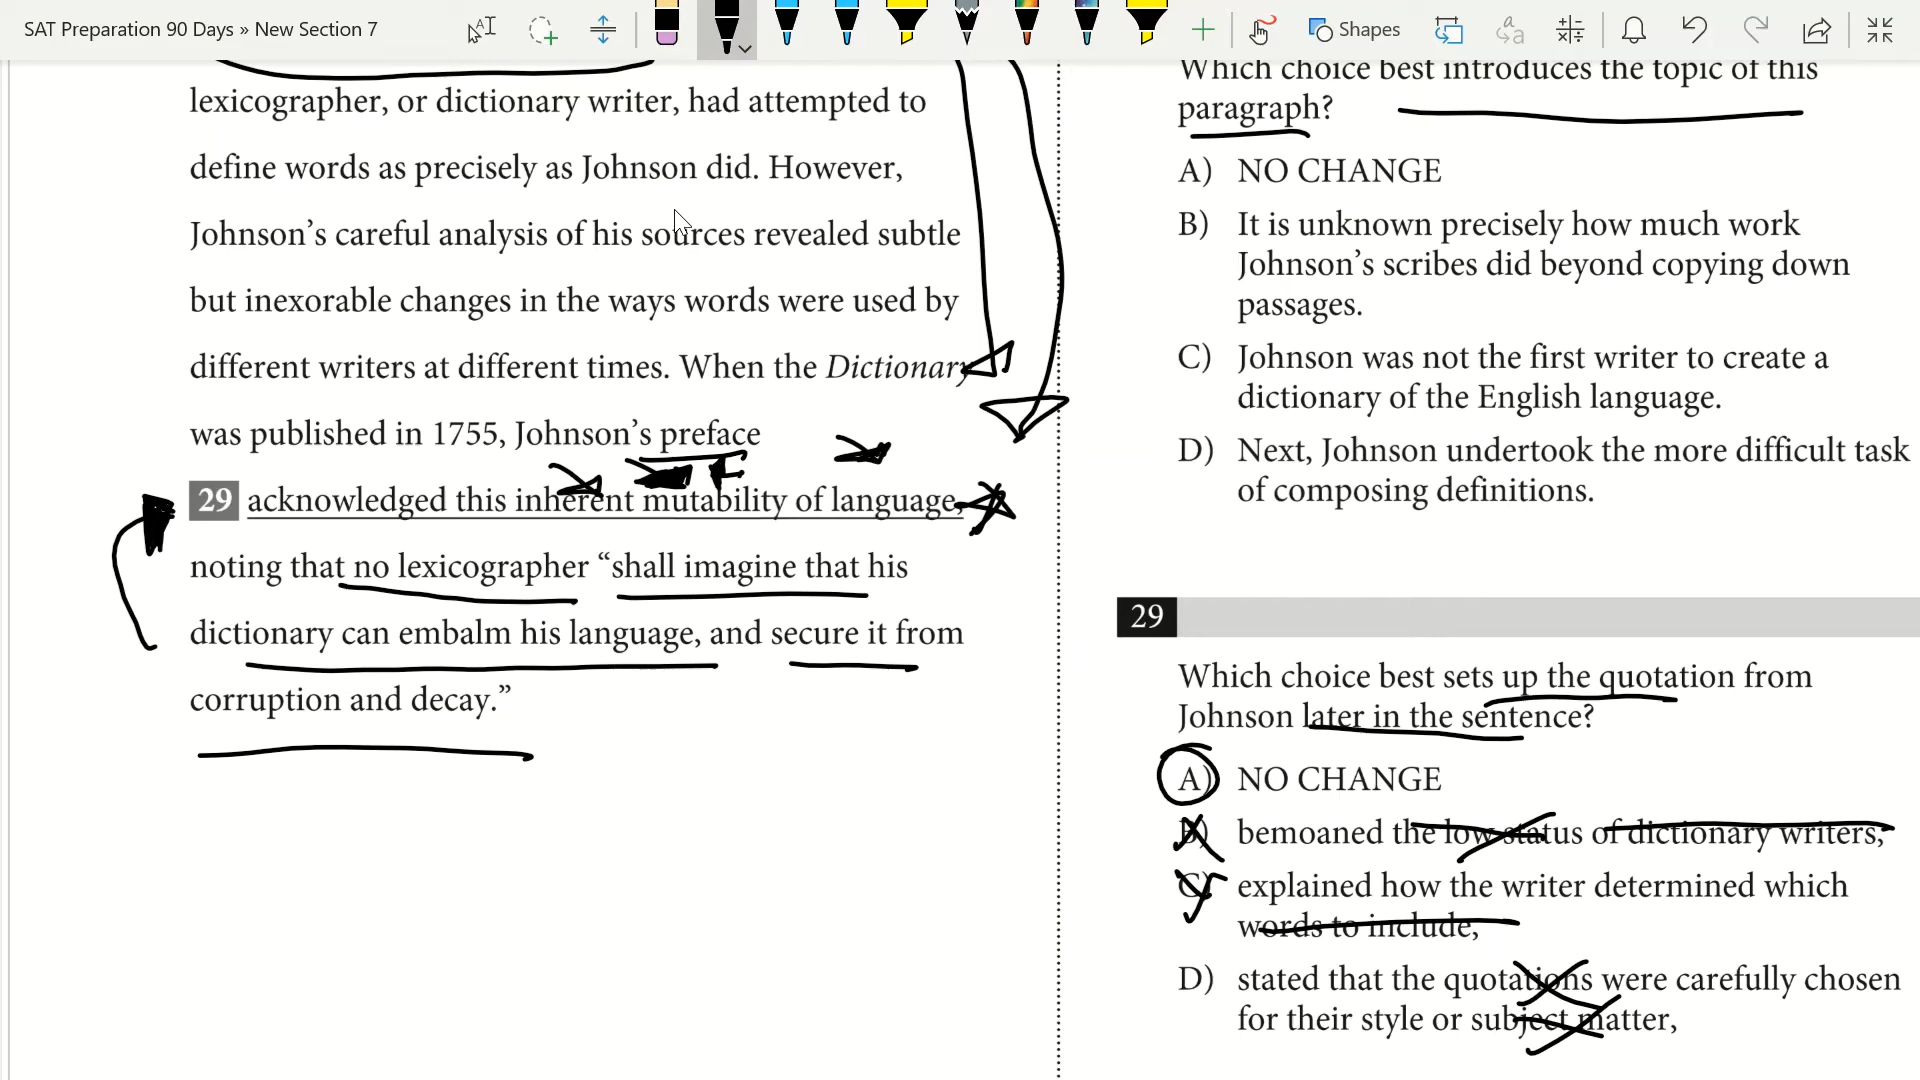 SAT Preparation 90 Days » New Section 7
Shapes
lexicographer, or dictionary writer, had attempted to
define words as precisely as Johnson did. However,
Johnson’s careful analysis of his sources revealed subtle
but inexorable changes in the ways words were used by
different writers at different times. When the Dictionary
was published in 1755, Johnson’s preface
29 acknowledged this inherent mutability of language,
noting that no lexicographer “shall imagine that his
dictionary can embalm his language, and secure it from
corruption and decay.”
Which choice best introduces the topic of this
paragraph?
A) NO CHANGE
B) It is unknown precisely how much work
Johnson’s scribes did beyond copying down
passages.
C) Johnson was not the first writer to create a
dictionary of the English language.
D) Next, Johnson undertook the more difficult task
of composing definitions.
29
Which choice best sets up the quotation from
Johnson later in the sentence?
A) NO CHANGE
B) bemoaned the low status of dictionary writers,
C) explained how the writer determined which
words to include,
D) stated that the quotations were carefully chosen
for their style or subject matter,